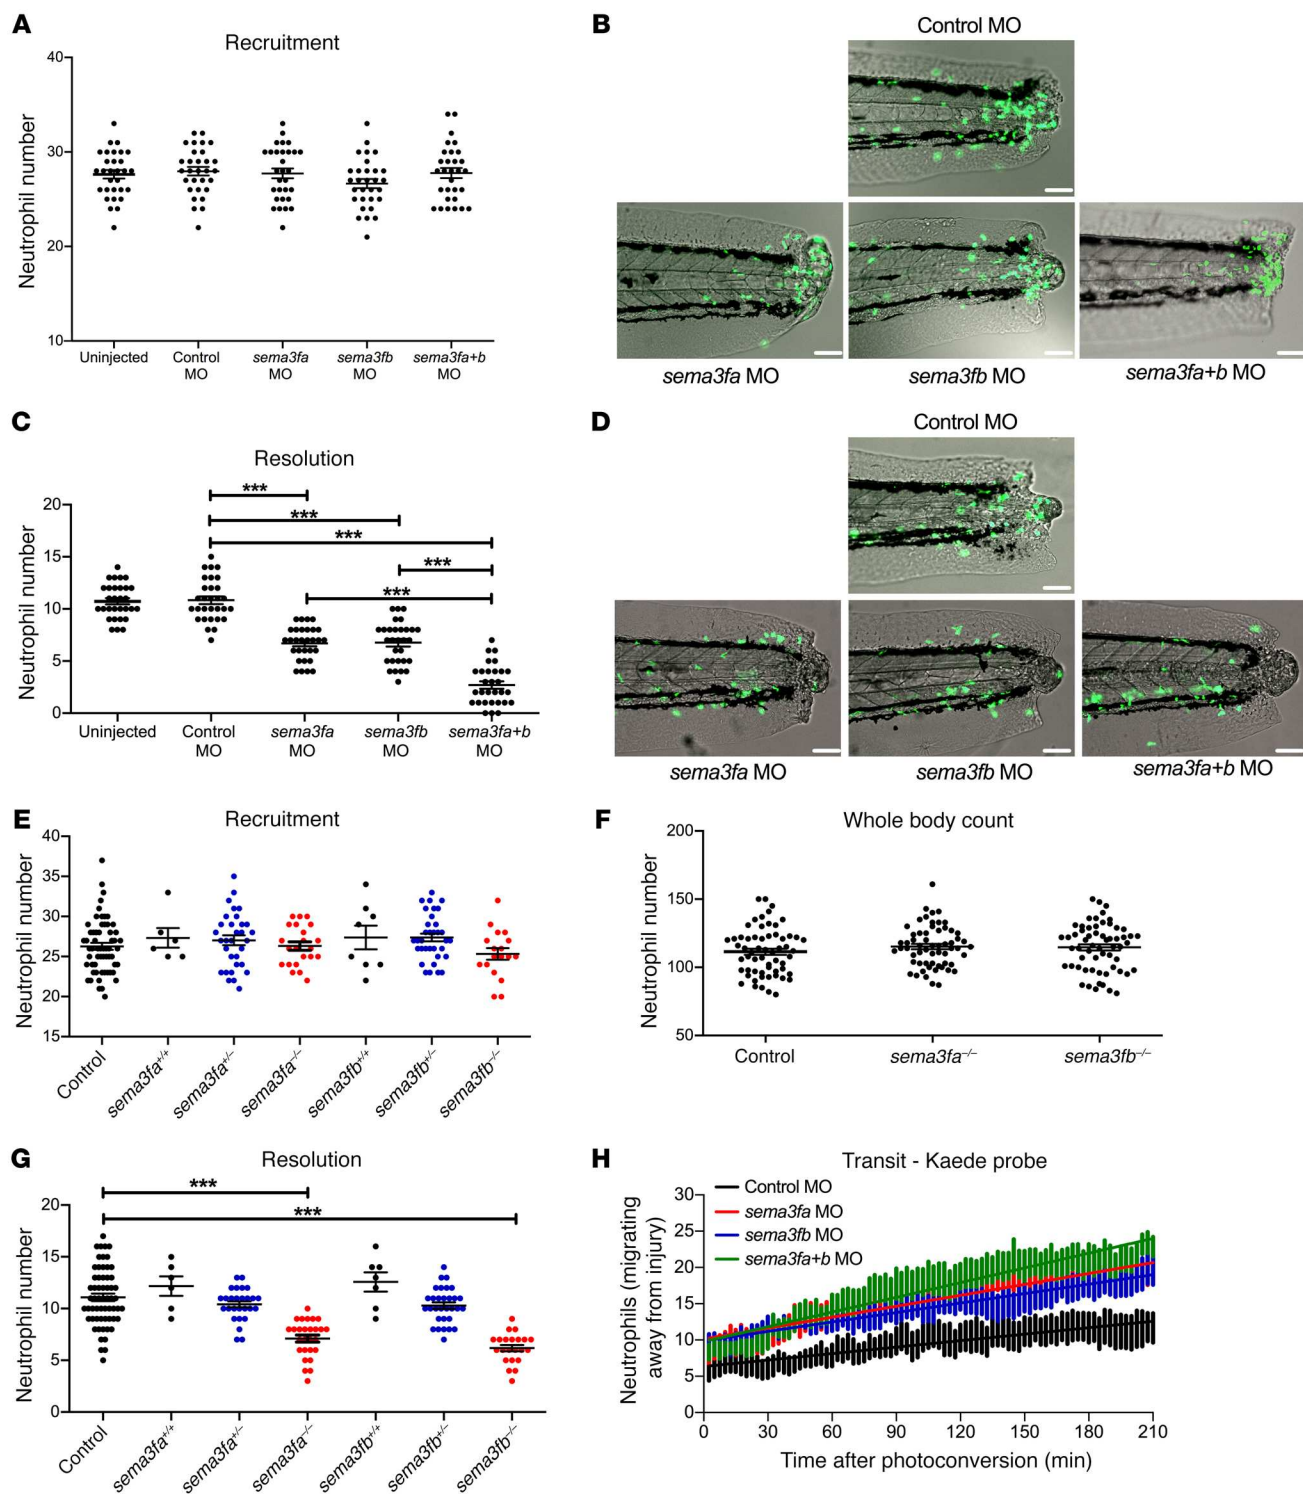 A
Recruitment
Neutrophil number
40
30
20
10
Uninjected
Control
MO
sema3fa
MO
sema3fb
MO
sema3fa+b
MO
B
Control MO
sema3fa MO
sema3fb MO
sema3fa+b MO
C
Resolution
Neutrophil number
20
15
10
5
0
***
***
***
***
***
Uninjected
Control
MO
sema3fa
MO
sema3fb
MO
sema3fa+b
MO
D
Control MO
sema3fa MO
sema3fb MO
sema3fa+b MO
E
Recruitment
Neutrophil number
40
35
30
25
20
15
Control
sema3fa+/+
sema3fa+/–
sema3fa–/–
sema3fb+/+
sema3fb+/–
sema3fb–/–
F
Whole body count
Neutrophil number
200
150
100
50
Control
sema3fa–/–
sema3fb–/–
G
Resolution
Neutrophil number
20
15
10
5
0
***
***
Control
sema3fa+/+
sema3fa+/–
sema3fa–/–
sema3fb+/+
sema3fb+/–
sema3fb–/–
H
Transit - Kaede probe
Neutrophils (migrating
away from injury)
30
25
20
15
10
5
0
Control MO
sema3fa MO
sema3fb MO
sema3fa+b MO
0 30 60 90 120 150 180 210
Time after photoconversion (min)